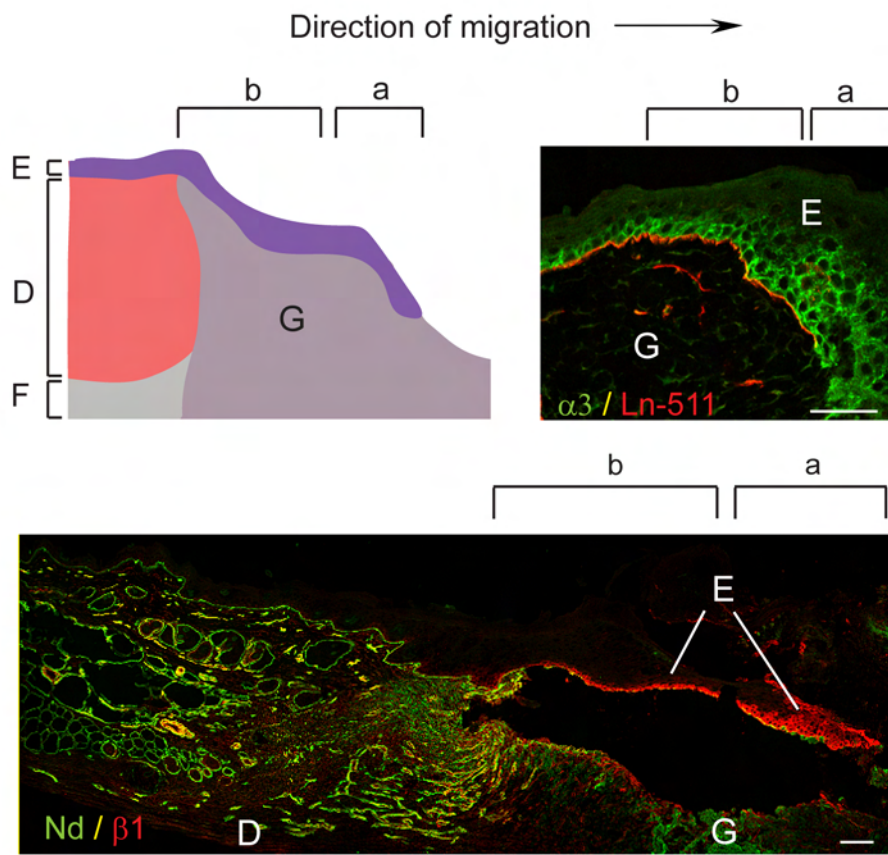 Direction of migration
b a
b a
E
D
G
F
E
G
α3 / Ln-511
b a
E
Nd / β1
D
G